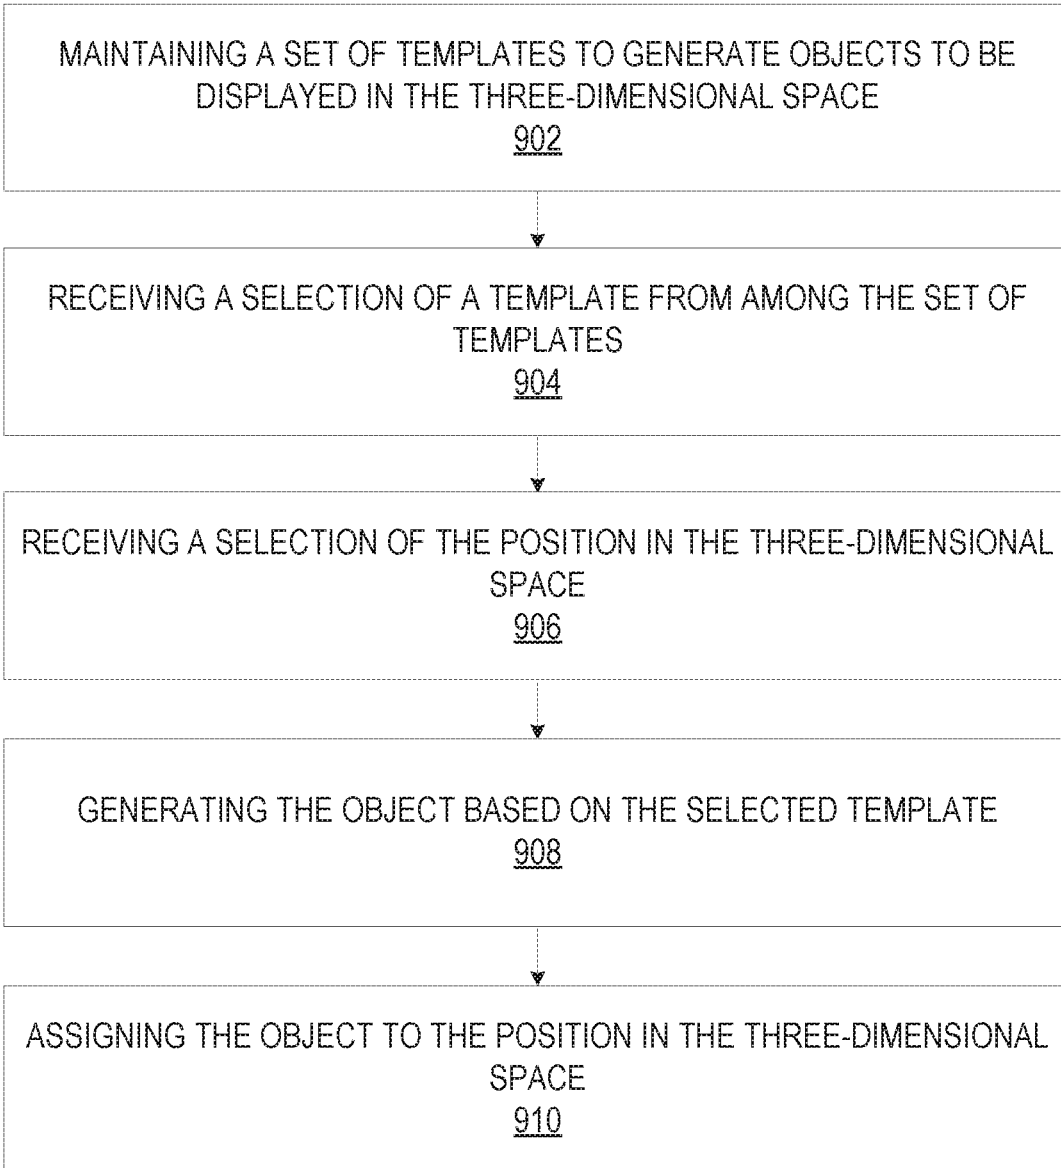 MAINTAINING A SET OF TEMPLATES TO GENERATE OBJECTS TO BE
DISPLAYED IN THE THREE-DIMENSIONAL SPACE
902
RECEIVING A SELECTION OF A TEMPLATE FROM AMONG THE SET OF
TEMPLATES
904
RECEIVING A SELECTION OF THE POSITION IN THE THREE-DIMENSIONAL
SPACE
906
GENERATING THE OBJECT BASED ON THE SELECTED TEMPLATE
908
ASSIGNING THE OBJECT TO THE POSITION IN THE THREE-DIMENSIONAL
SPACE
910